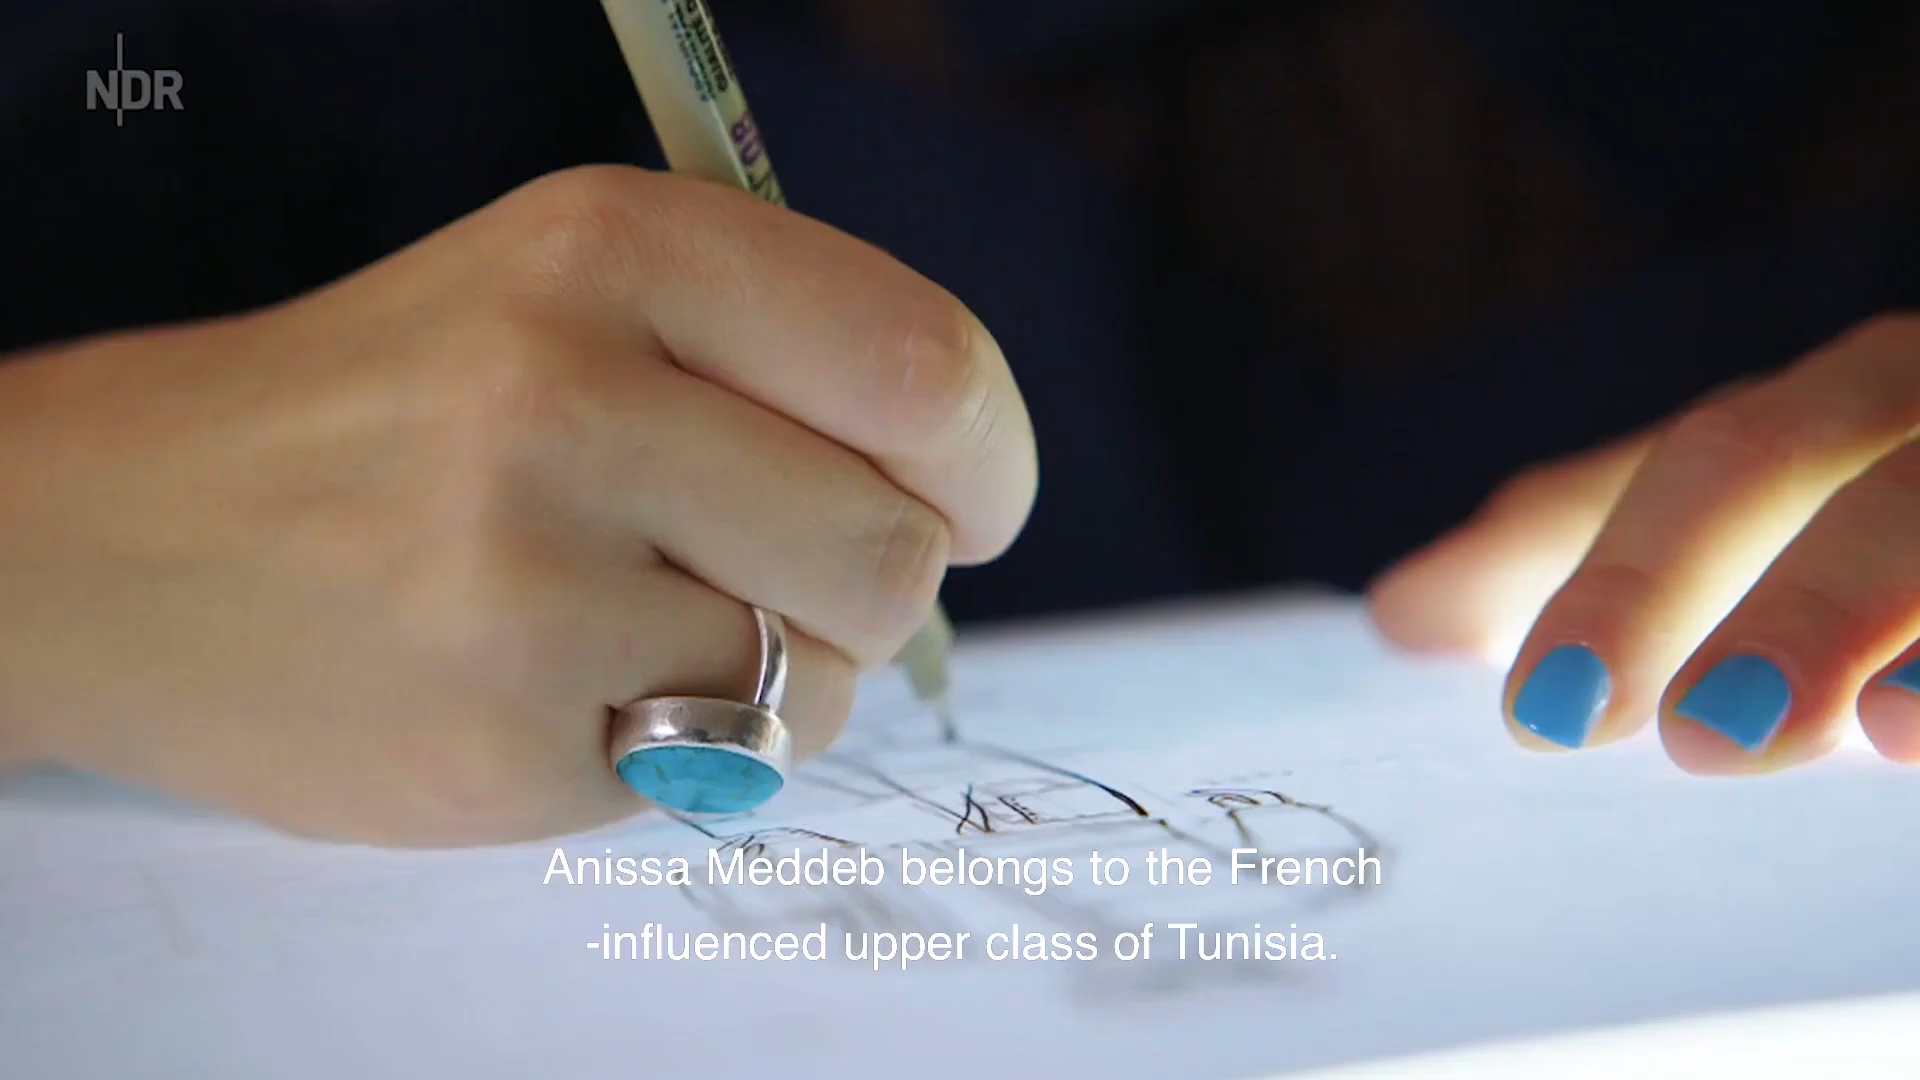 NDR
Anissa Meddeb belongs to the French
-influenced upper class of Tunisia.